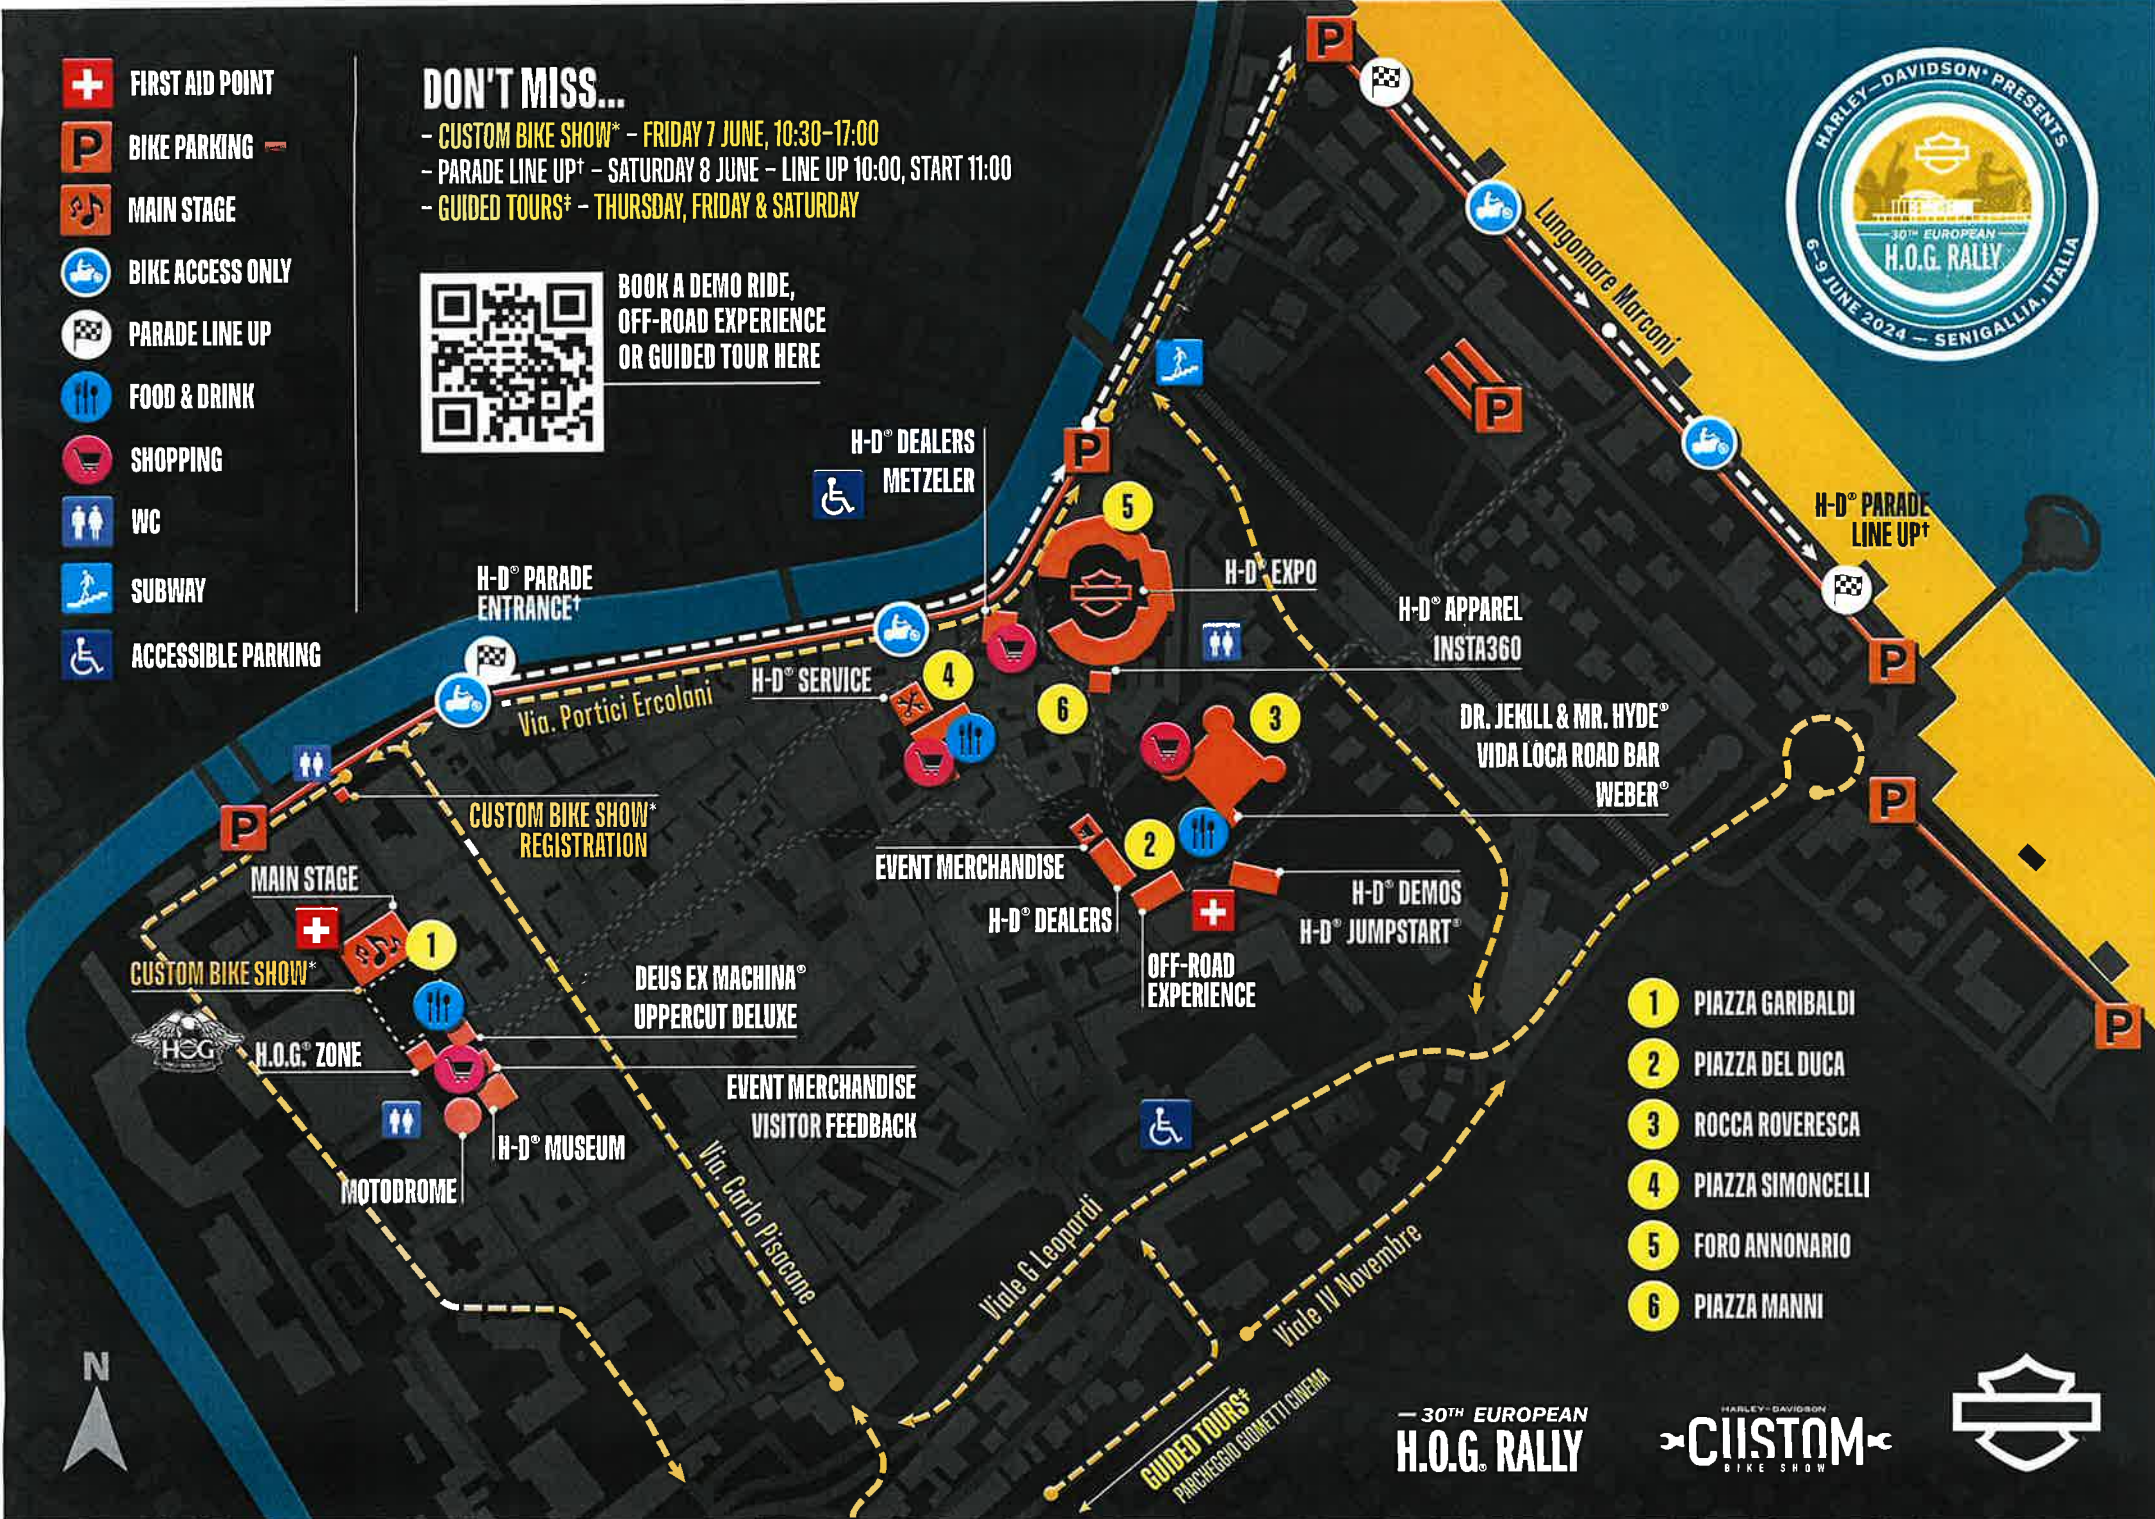 FIRST AID POINT
BIKE PARKING
MAIN STAGE
BIKE ACCESS ONLY
PARADE LINE UP
FOOD & DRINK
SHOPPING
WC
SUBWAY
ACCESSIBLE PARKING
DON'T MISS...
- CUSTOM BIKE SHOW* - FRIDAY 7 JUNE, 10:30-17:00
- PARADE LINE UP† - SATURDAY 8 JUNE - LINE UP 10:00, START 11:00
- GUIDED TOURS‡ - THURSDAY, FRIDAY & SATURDAY
BOOK A DEMO RIDE,
OFF-ROAD EXPERIENCE
OR GUIDED TOUR HERE
HARLEY-DAVIDSON® PRESENTS
30TH EUROPEAN
H.O.G. RALLY
6-9 JUNE 2024 - SENIGALLIA, ITALIA
P
P
Lungomare Marconi
P
H-D® DEALERS
METZELER
P
5
H-D® PARADE
LINE UP†
H-D® PARADE
ENTRANCE†
H-D® EXPO
H-D® APPAREL
INSTA360
P
H-D® SERVICE
4
6
3
Via. Portici Ercolani
DR. JEKILL & MR. HYDE®
VIDA LOCA ROAD BAR
WEBER®
P
P
CUSTOM BIKE SHOW*
REGISTRATION
2
EVENT MERCHANDISE
H-D® DEALERS
H-D® DEMOS
H-D® JUMPSTART®
OFF-ROAD
EXPERIENCE
MAIN STAGE
1
CUSTOM BIKE SHOW*
HOG
H.O.G.® ZONE
DEUS EX MACHINA®
UPPERCUT DELUXE
EVENT MERCHANDISE
VISITOR FEEDBACK
H-D® MUSEUM
MOTODROME
P
Via. Carlo Pisacane
Viale G Leopardi
Viale IV Novembre
GUIDED TOURS‡
PARCHEGGIO GIOMETTI CINEMA
1 PIAZZA GARIBALDI
2 PIAZZA DEL DUCA
3 ROCCA ROVERESCA
4 PIAZZA SIMONCELLI
5 FORO ANNONARIO
6 PIAZZA MANNI
N
- 30TH EUROPEAN
H.O.G. RALLY
HARLEY-DAVIDSON
CUSTOM
BIKE SHOW